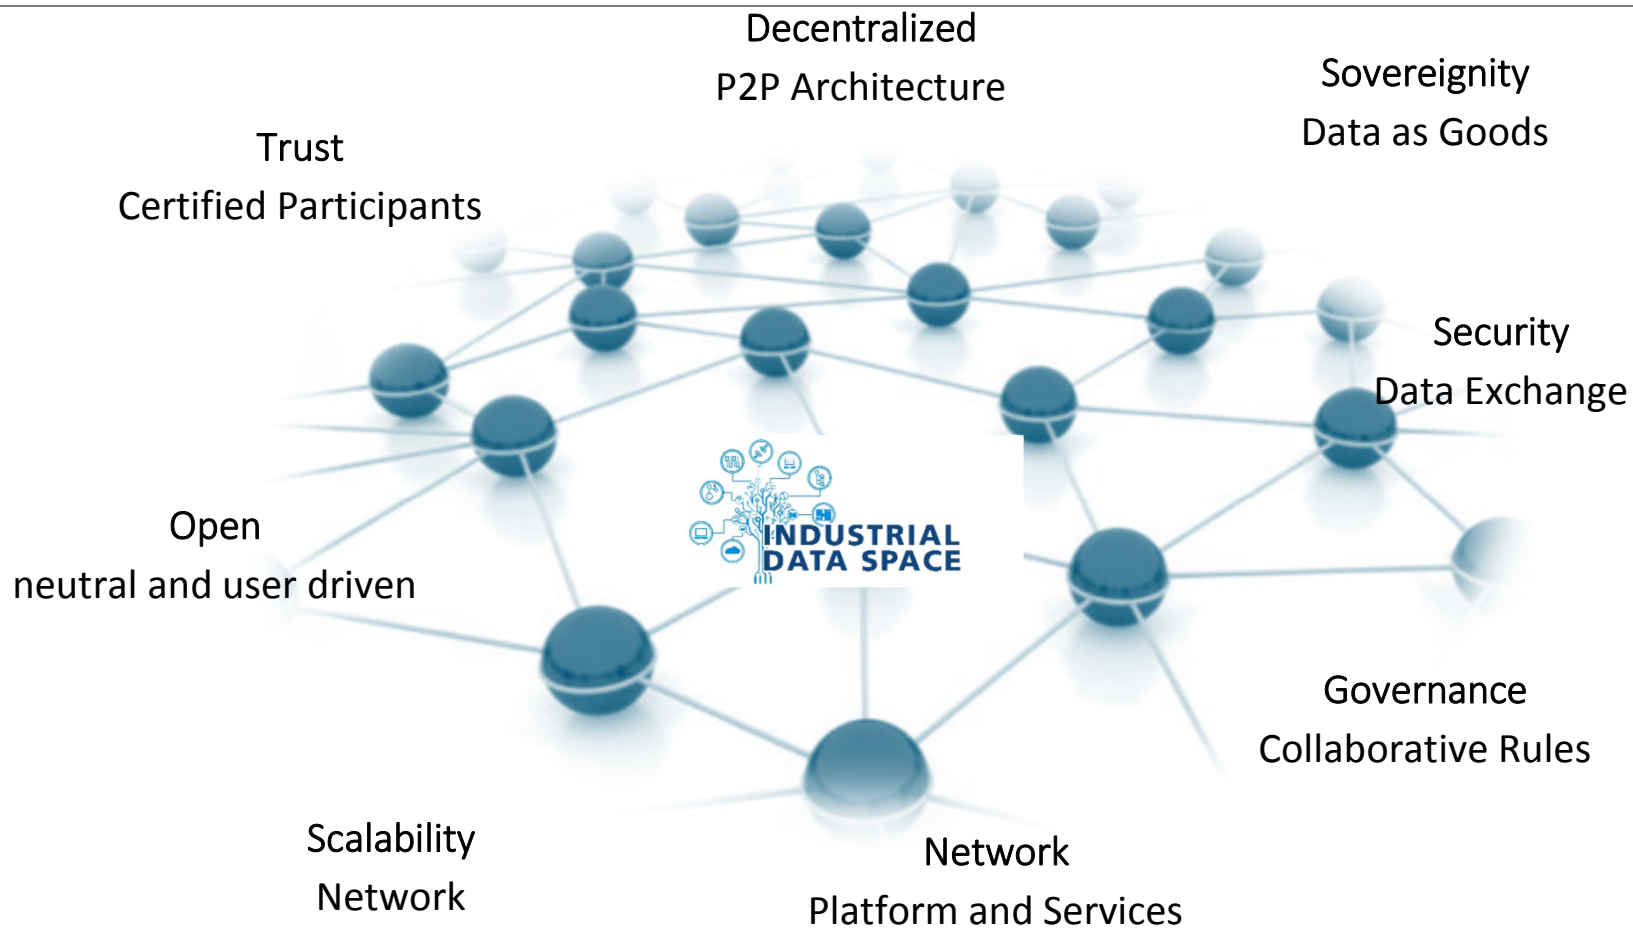 Decentralized
P2P Architecture
Sovereignity
Data as Goods
Trust
Certified Participants
Security
Data Exchange
Open
neutral and user driven
INDUSTRIAL
DATA SPACE
Governance
Collaborative Rules
Scalability
Network
Network
Platform and Services